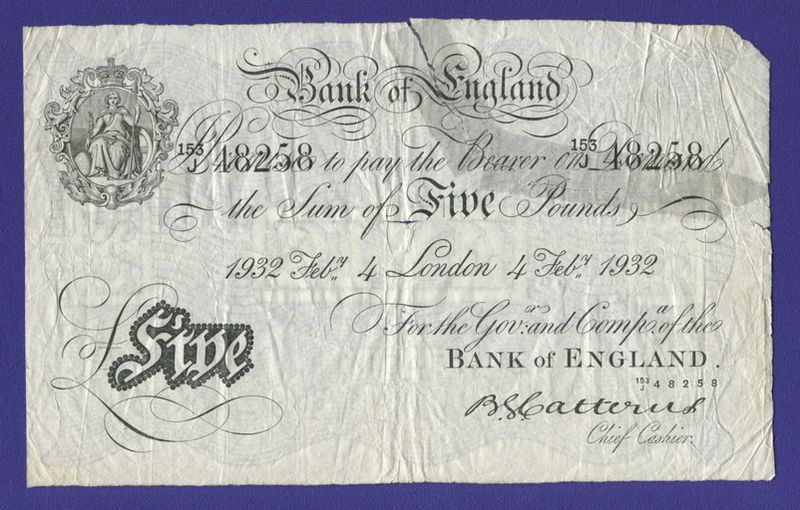 Bank of England
153/J 48258 153/J 48258
Promise to pay the Bearer on Demand
the Sum of Five Pounds
1932 Feby 4 London 4 Feby 1932
For the Govr and Compa of the
BANK of ENGLAND.
153/J 48258
Five
B G Catterns
Chief Cashier.